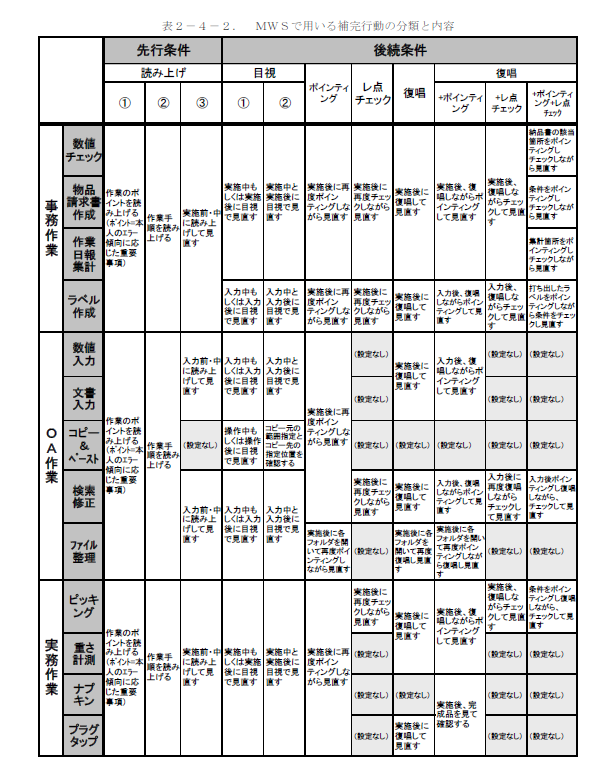 表２－４－２． ＭＷＳで用いる補完行動の分類と内容
先行条件
後続条件
読み上げ
目視
ポインティ
ング
レ点
チェック
復唱
復唱
①
②
③
①
②
+ポインティング
+レ点
チェック
+ポインティ
ング+レ点
チェック
事務作業
数値
チェック
物品
請求書
作成
作業
日報
集計
ラベル
作成
作業のポ
イントを読
み上げる
（ポイント=本
人のエラー
傾向に応
じた重要
事項）
作業手
順を読み
上げる
実施前・中
に読み上
げして見
直す
実施中も
しくは実施
後に目視
で見直す
実施中と
実施後に
目視で見
直す
実施後に再
度ポイン
ティングしな
がら見直す
実施後に
再度チェッ
クしながら
見直す
実施後に
復唱して
見直す
実施後、復
唱しながらポ
インティング
して見直す
実施後、
復唱しなが
らチェックし
て見直す
納品書の該当
箇所をポイン
ティングし
チェックしなが
ら見直す
条件をポイン
ティングし
チェックしなが
ら見直す
集計箇所をポ
インティングし
チェックしなが
ら見直す
入力中も
しくは入力
後に目視
で見直す
入力中と
入力後に
目視で見
直す
実施後に再
度ポイン
ティングしな
がら見直す
実施後に
再度チェッ
クしながら
見直す
実施後に
復唱して
見直す
入力後、復唱
しながらポイン
ティングして見
直す
入力後、
復唱しな
がらチェック
して見直す
打ち出したラ
ベルをポイン
ティングしなが
ら条件をチェッ
クし見直す
ＯＡ作業
数値
入力
文書
入力
コピー
&
ペースト
検索
修正
ファイル
整理
作業のポ
イントを読
み上げる
（ポイント=本
人のエラー
傾向に応
じた重要
事項）
作業手
順を読み
上げる
入力前・中
に読み上
げして見
直す
入力中も
しくは入力
後に目視
で見直す
入力中と
入力後に
目視で見
直す
実施後に再
度ポイン
ティングしな
がら見直す
（設定なし）
実施後に
復唱して
見直す
入力後、復
唱しながらポ
インティング
して見直す
（設定なし）
（設定なし）
（設定なし）
（設定なし）
（設定なし）
（設定なし）
操作中も
しくは操作
後に目視
で見直す
コピー元の
範囲指定と
コピー先の
指定位置を
確認する
（設定なし）
（設定なし）
（設定なし）
（設定なし）
（設定なし）
入力前・中
に読み上
げして見
直す
入力中も
しくは入力
後に目視
で見直す
入力中と
入力後に
目視で見
直す
実施後に
再度チェッ
クしながら
見直す
実施後に
復唱して
見直す
入力後、復唱
しながらポイン
ティングして見
直す
入力後に
再度復唱
しながら
チェックして
見直す
入力後ポイン
ティングし復唱
しながら、
チェックして見
直す
実施後に各
フォルダを開
いて再度ポイン
ティングしな
がら見直す
（設定なし）
実施後に各
フォルダを開
いて再度
復唱し見
直す
実施後に各
フォルダを開い
て再度ポイン
ティングしな
がら復唱し見
直す
（設定なし）
（設定なし）
実務作業
ピッキ
ング
重さ
計測
ナプ
キン
プラグ
タップ
作業のポ
イントを読
み上げる
（ポイント=本
人のエラー
傾向に応
じた重要
事項）
作業手
順を読み
上げる
実施前・中
に読み上
げして見
直す
実施中も
しくは実施
後に目視
で見直す
実施中と
実施後に
目視で見
直す
実施後に再
度ポイン
ティングしな
がら見直す
実施後に
再度チェッ
クしながら
見直す
実施後に
復唱して
見直す
実施後、復
唱しながらポ
インティング
して見直す
実施後、
復唱しなが
らチェックし
て見直す
条件をポイン
ティングし復唱
しながら、
チェックして見
直す
（設定なし）
（設定なし）
（設定なし）
（設定なし）
（設定なし）
実施後、完
成品を見て
確認する
（設定なし）
（設定なし）
（設定なし）
実施後に
復唱して
見直す
（設定なし）
（設定なし）